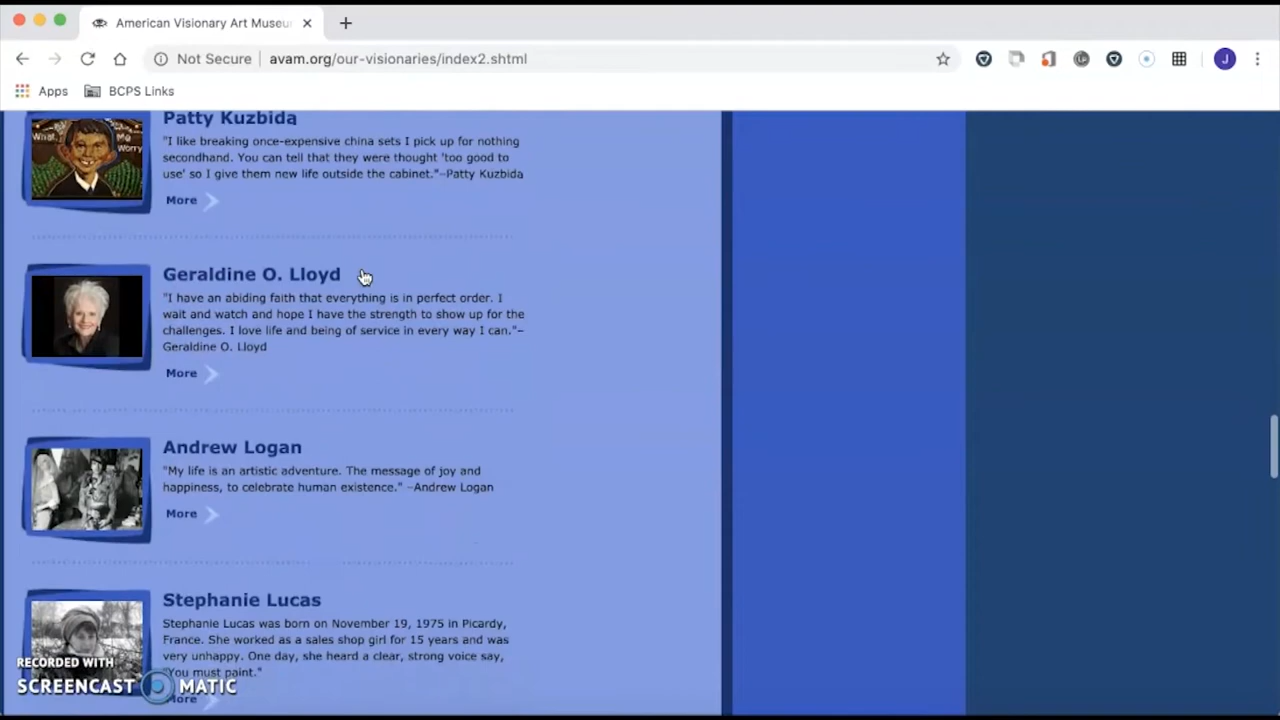 American Visionary Art Museu
Not Secure avam.org/our-visionaries/index2.shtml
J
Apps BCPS Links
Patty Kuzbida
"I like breaking once-expensive china sets I pick up for nothing
secondhand. You can tell that they were thought 'too good to
use' so I give them new life outside the cabinet."–Patty Kuzbida
What, Me
Worry
More
Geraldine O. Lloyd
"I have an abiding faith that everything is in perfect order. I
wait and watch and hope I have the strength to show up for the
challenges. I love life and being of service in every way I can."–
Geraldine O. Lloyd
More
Andrew Logan
"My life is an artistic adventure. The message of joy and
happiness, to celebrate human existence." –Andrew Logan
More
Stephanie Lucas
Stephanie Lucas was born on November 19, 1975 in Picardy,
France. She worked as a sales shop girl for 15 years and was
very unhappy. One day, she heard a clear, strong voice say,
"You must paint."
More
RECORDED WITH
SCREENCAST MATIC